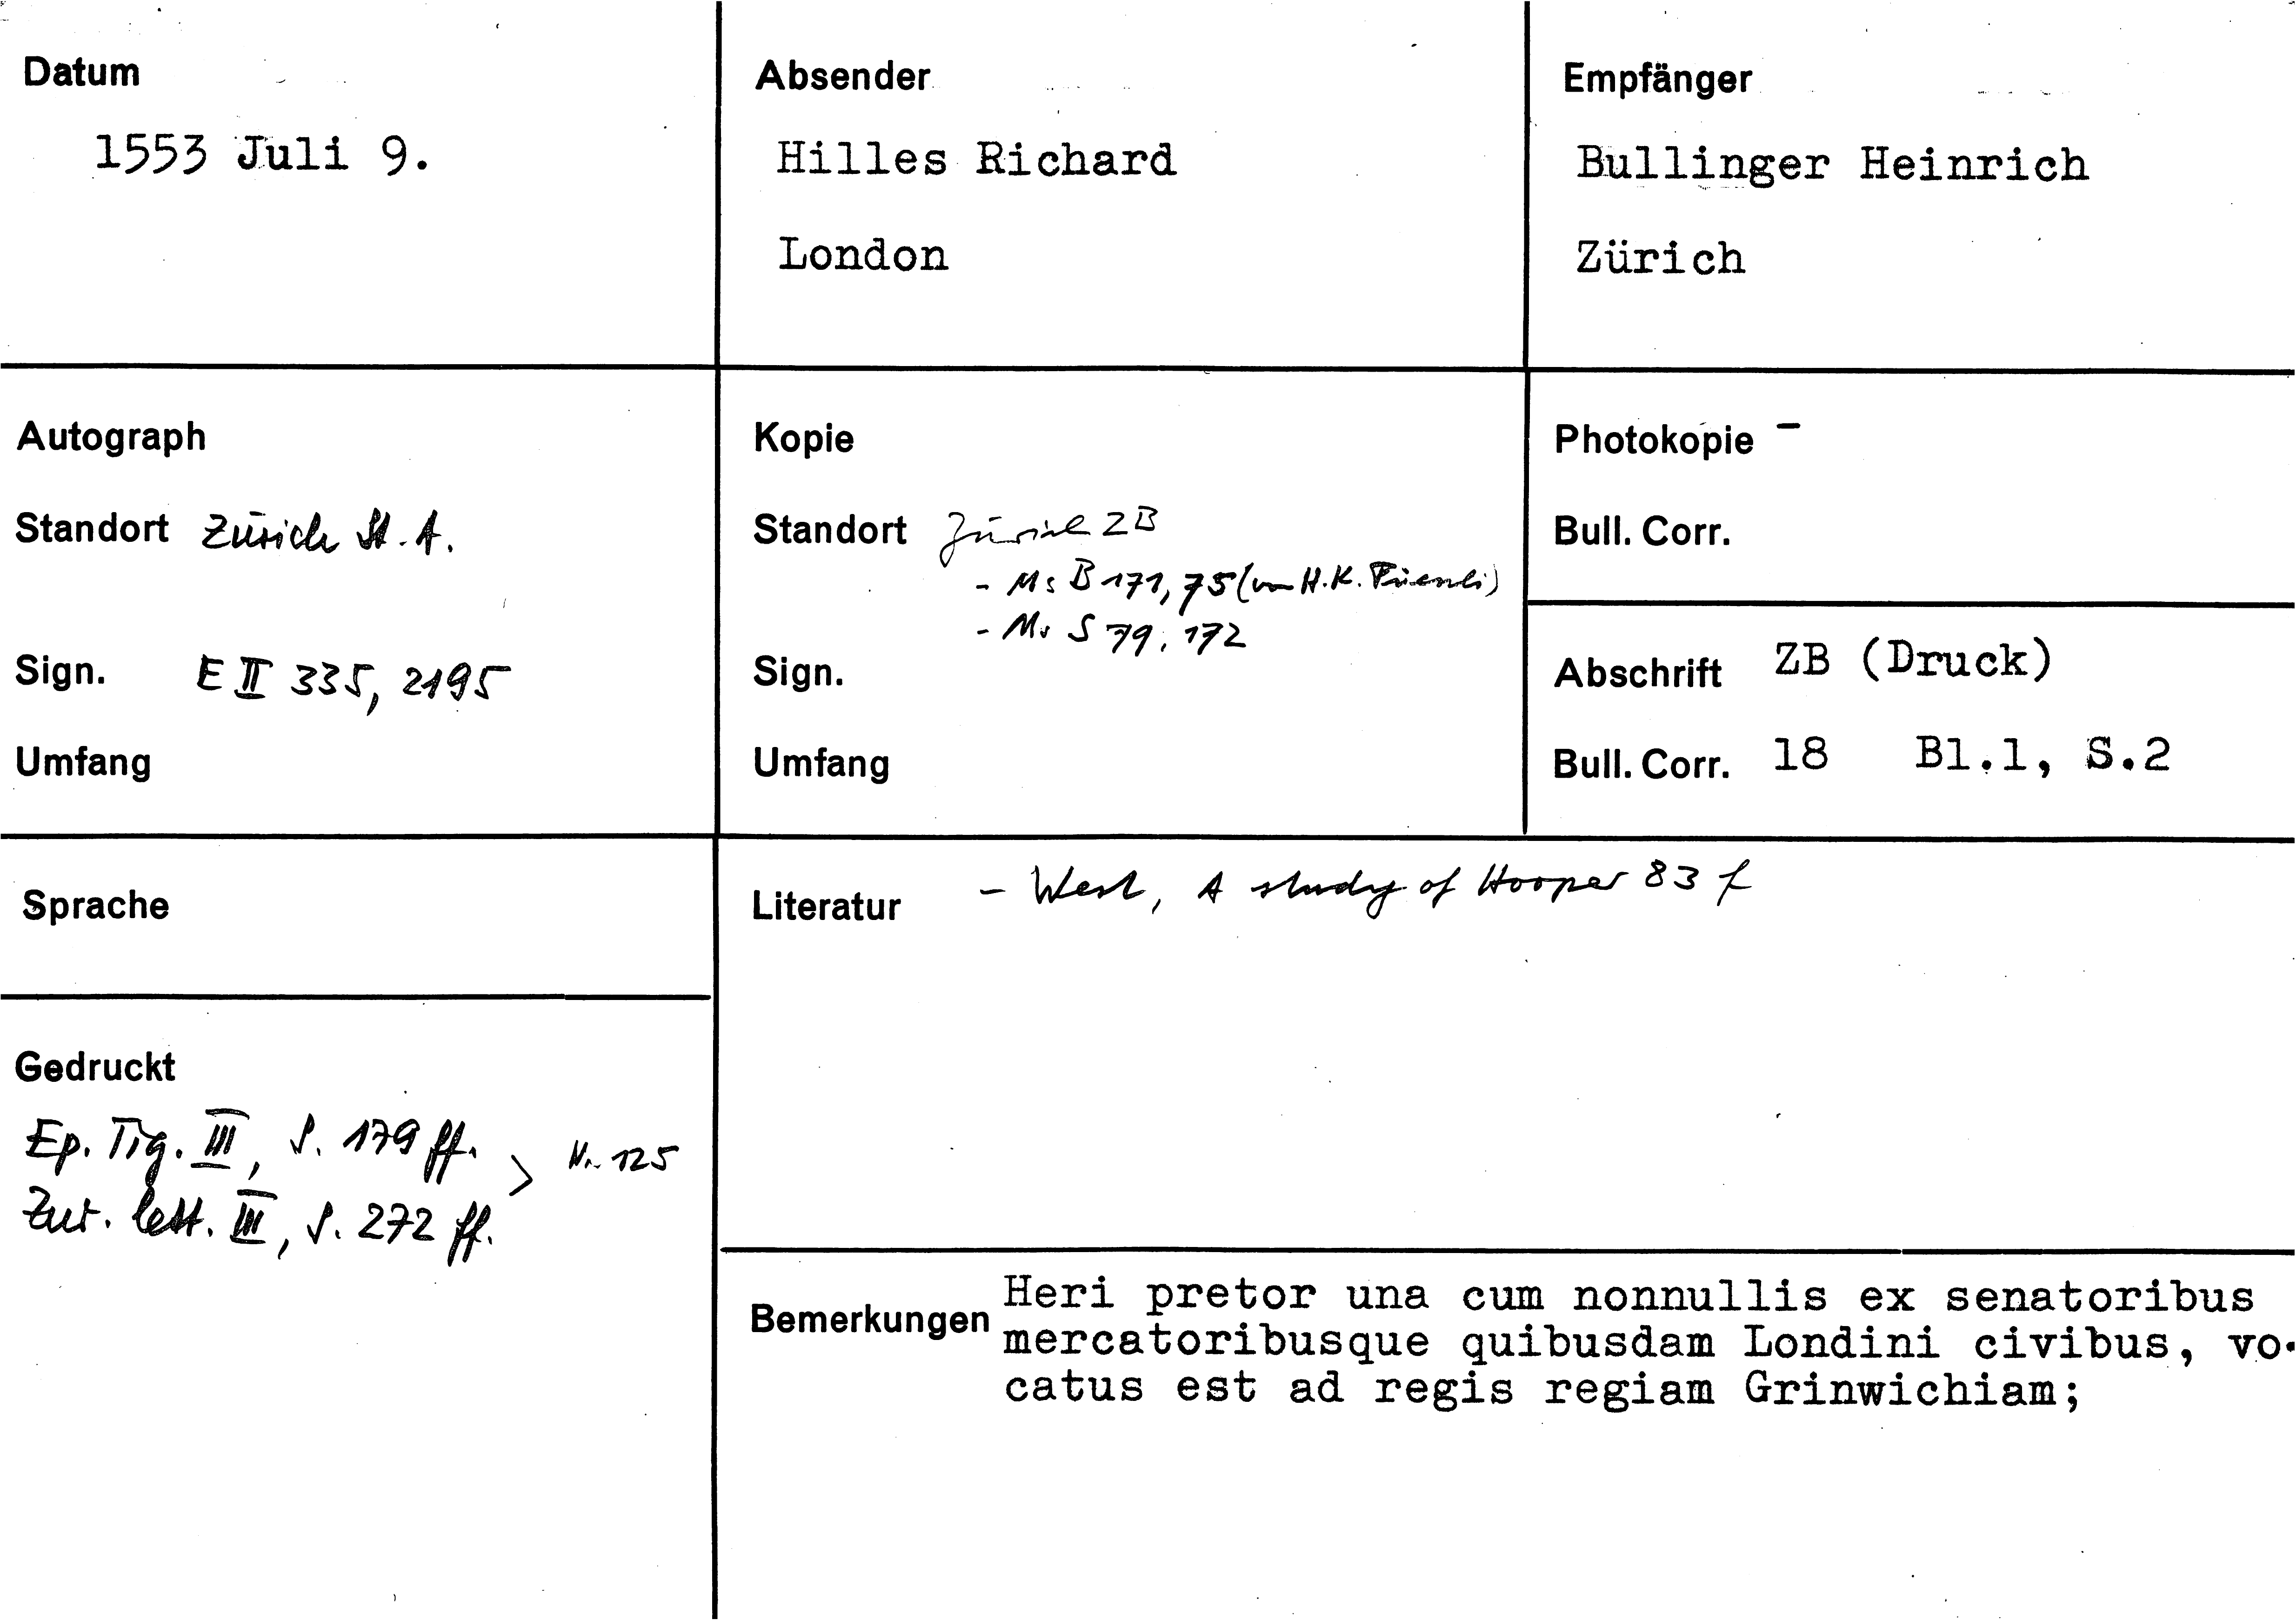 Datum
1553 Juli 9.
Absender
Hilles Richard
London
Empfänger
Bullinger Heinrich
Zürich
Autograph
Standort Zürich St. A.
Sign. E II 335, 2195
Umfang
Kopie
Standort Zürich ZB
- Ms B 171, 75 (von H.K. Füenli)
- Ms S 79, 172
Sign.
Umfang
Photokopie -
Bull. Corr.
Abschrift ZB (Druck)
Bull. Corr. 18 Bl.1, S.2
Sprache
Literatur - West, A study of Hooper 83 f
Gedruckt
Ep. Tig. III, S. 179 ff. > Nr. 125
Zur. lett. III, S. 272 ff.
Bemerkungen Heri pretor una cum nonnullis ex senatoribus
mercatoribusque quibusdam Londini civibus, vo-
catus est ad regis regiam Grinwichiam;